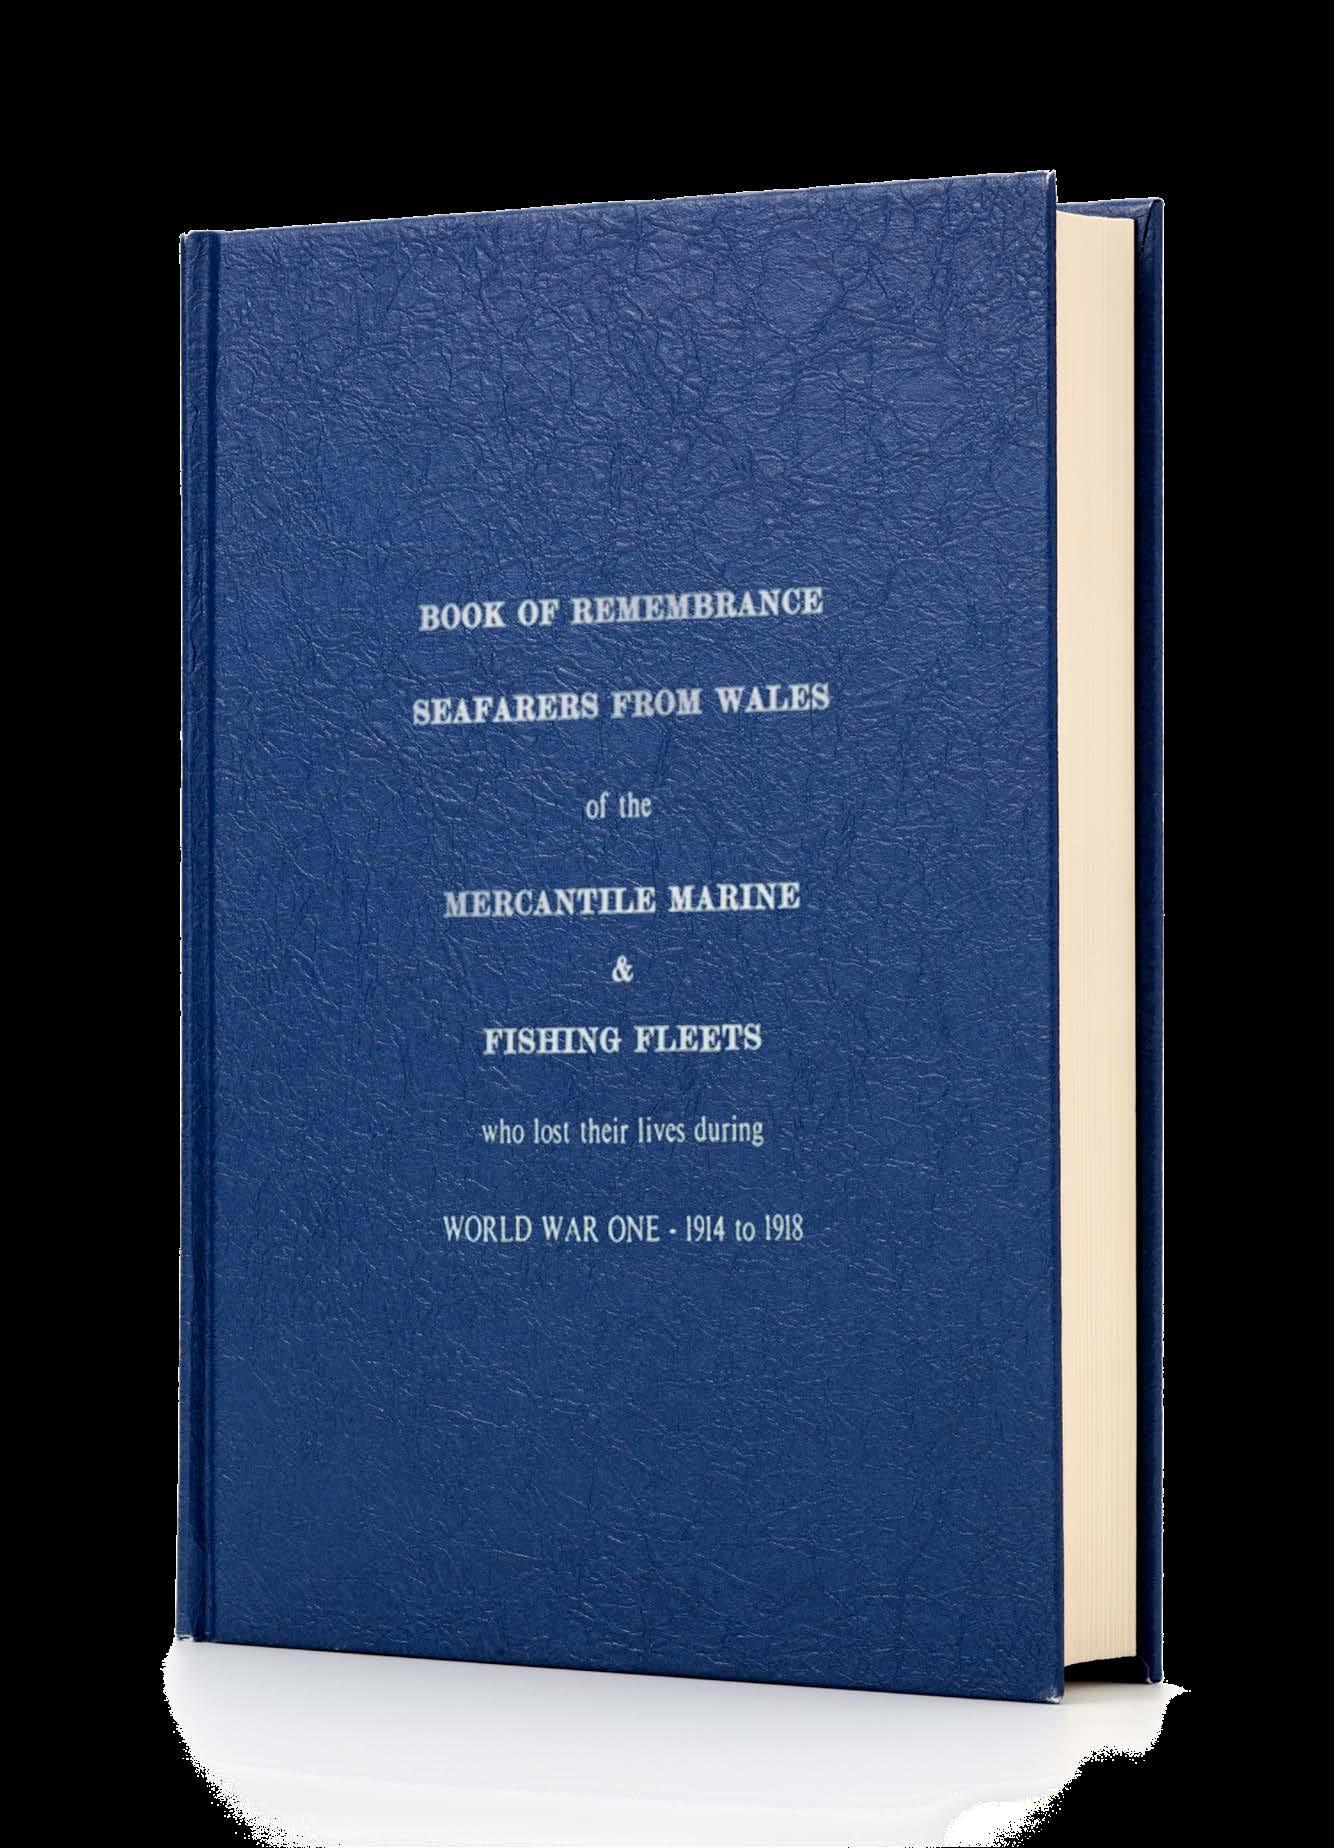 BOOK OF REMEMBRANCE
SEAFARERS FROM WALES
of the
MERCANTILE MARINE
&
FISHING FLEETS
who lost their lives during
WORLD WAR ONE - 1914 to 1918